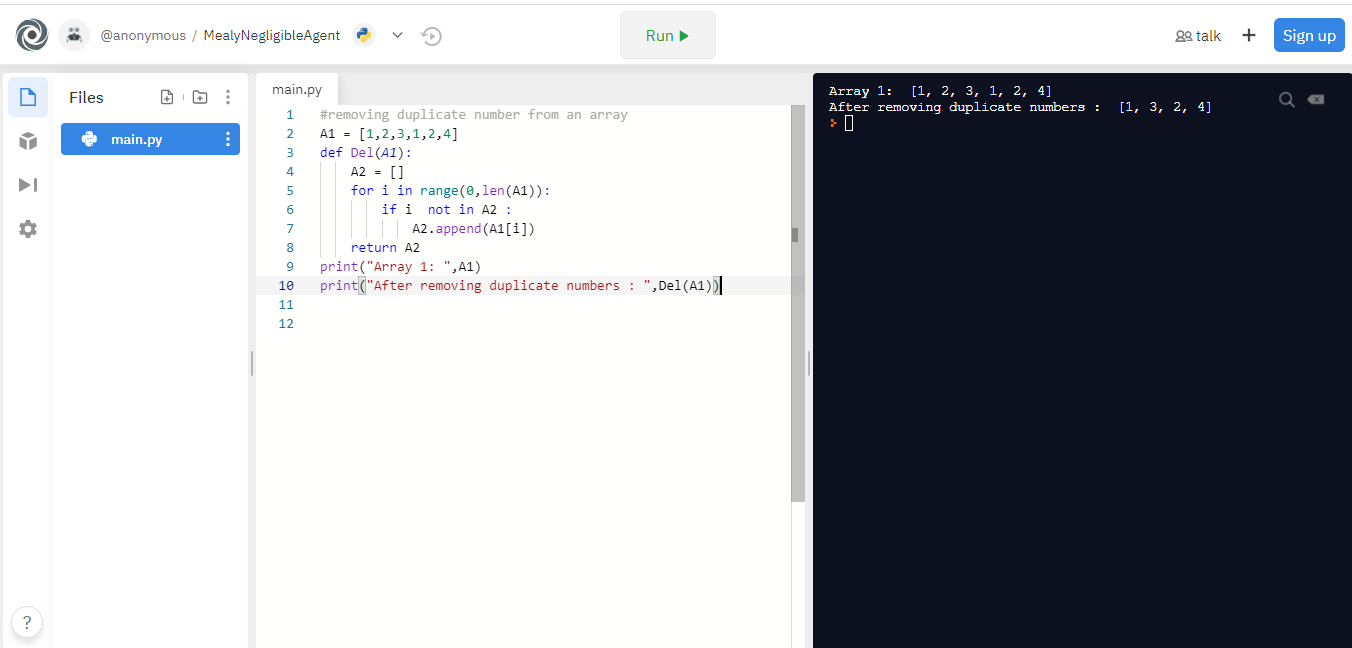 @anonymous / MealyNegligibleAgent
Run
talk
+
Sign up
Files
main.py
main.py
1 #removing duplicate number from an array
2 A1 = [1,2,3,1,2,4]
3 def Del(A1):
4     A2 = []
5     for i in range(0,len(A1)):
6         if i  not in A2 :
7             A2.append(A1[i])
8     return A2
9 print("Array 1: ",A1)
10 print("After removing duplicate numbers : ",Del(A1))
11
12
Array 1:  [1, 2, 3, 1, 2, 4]
After removing duplicate numbers :  [1, 3, 2, 4]
?